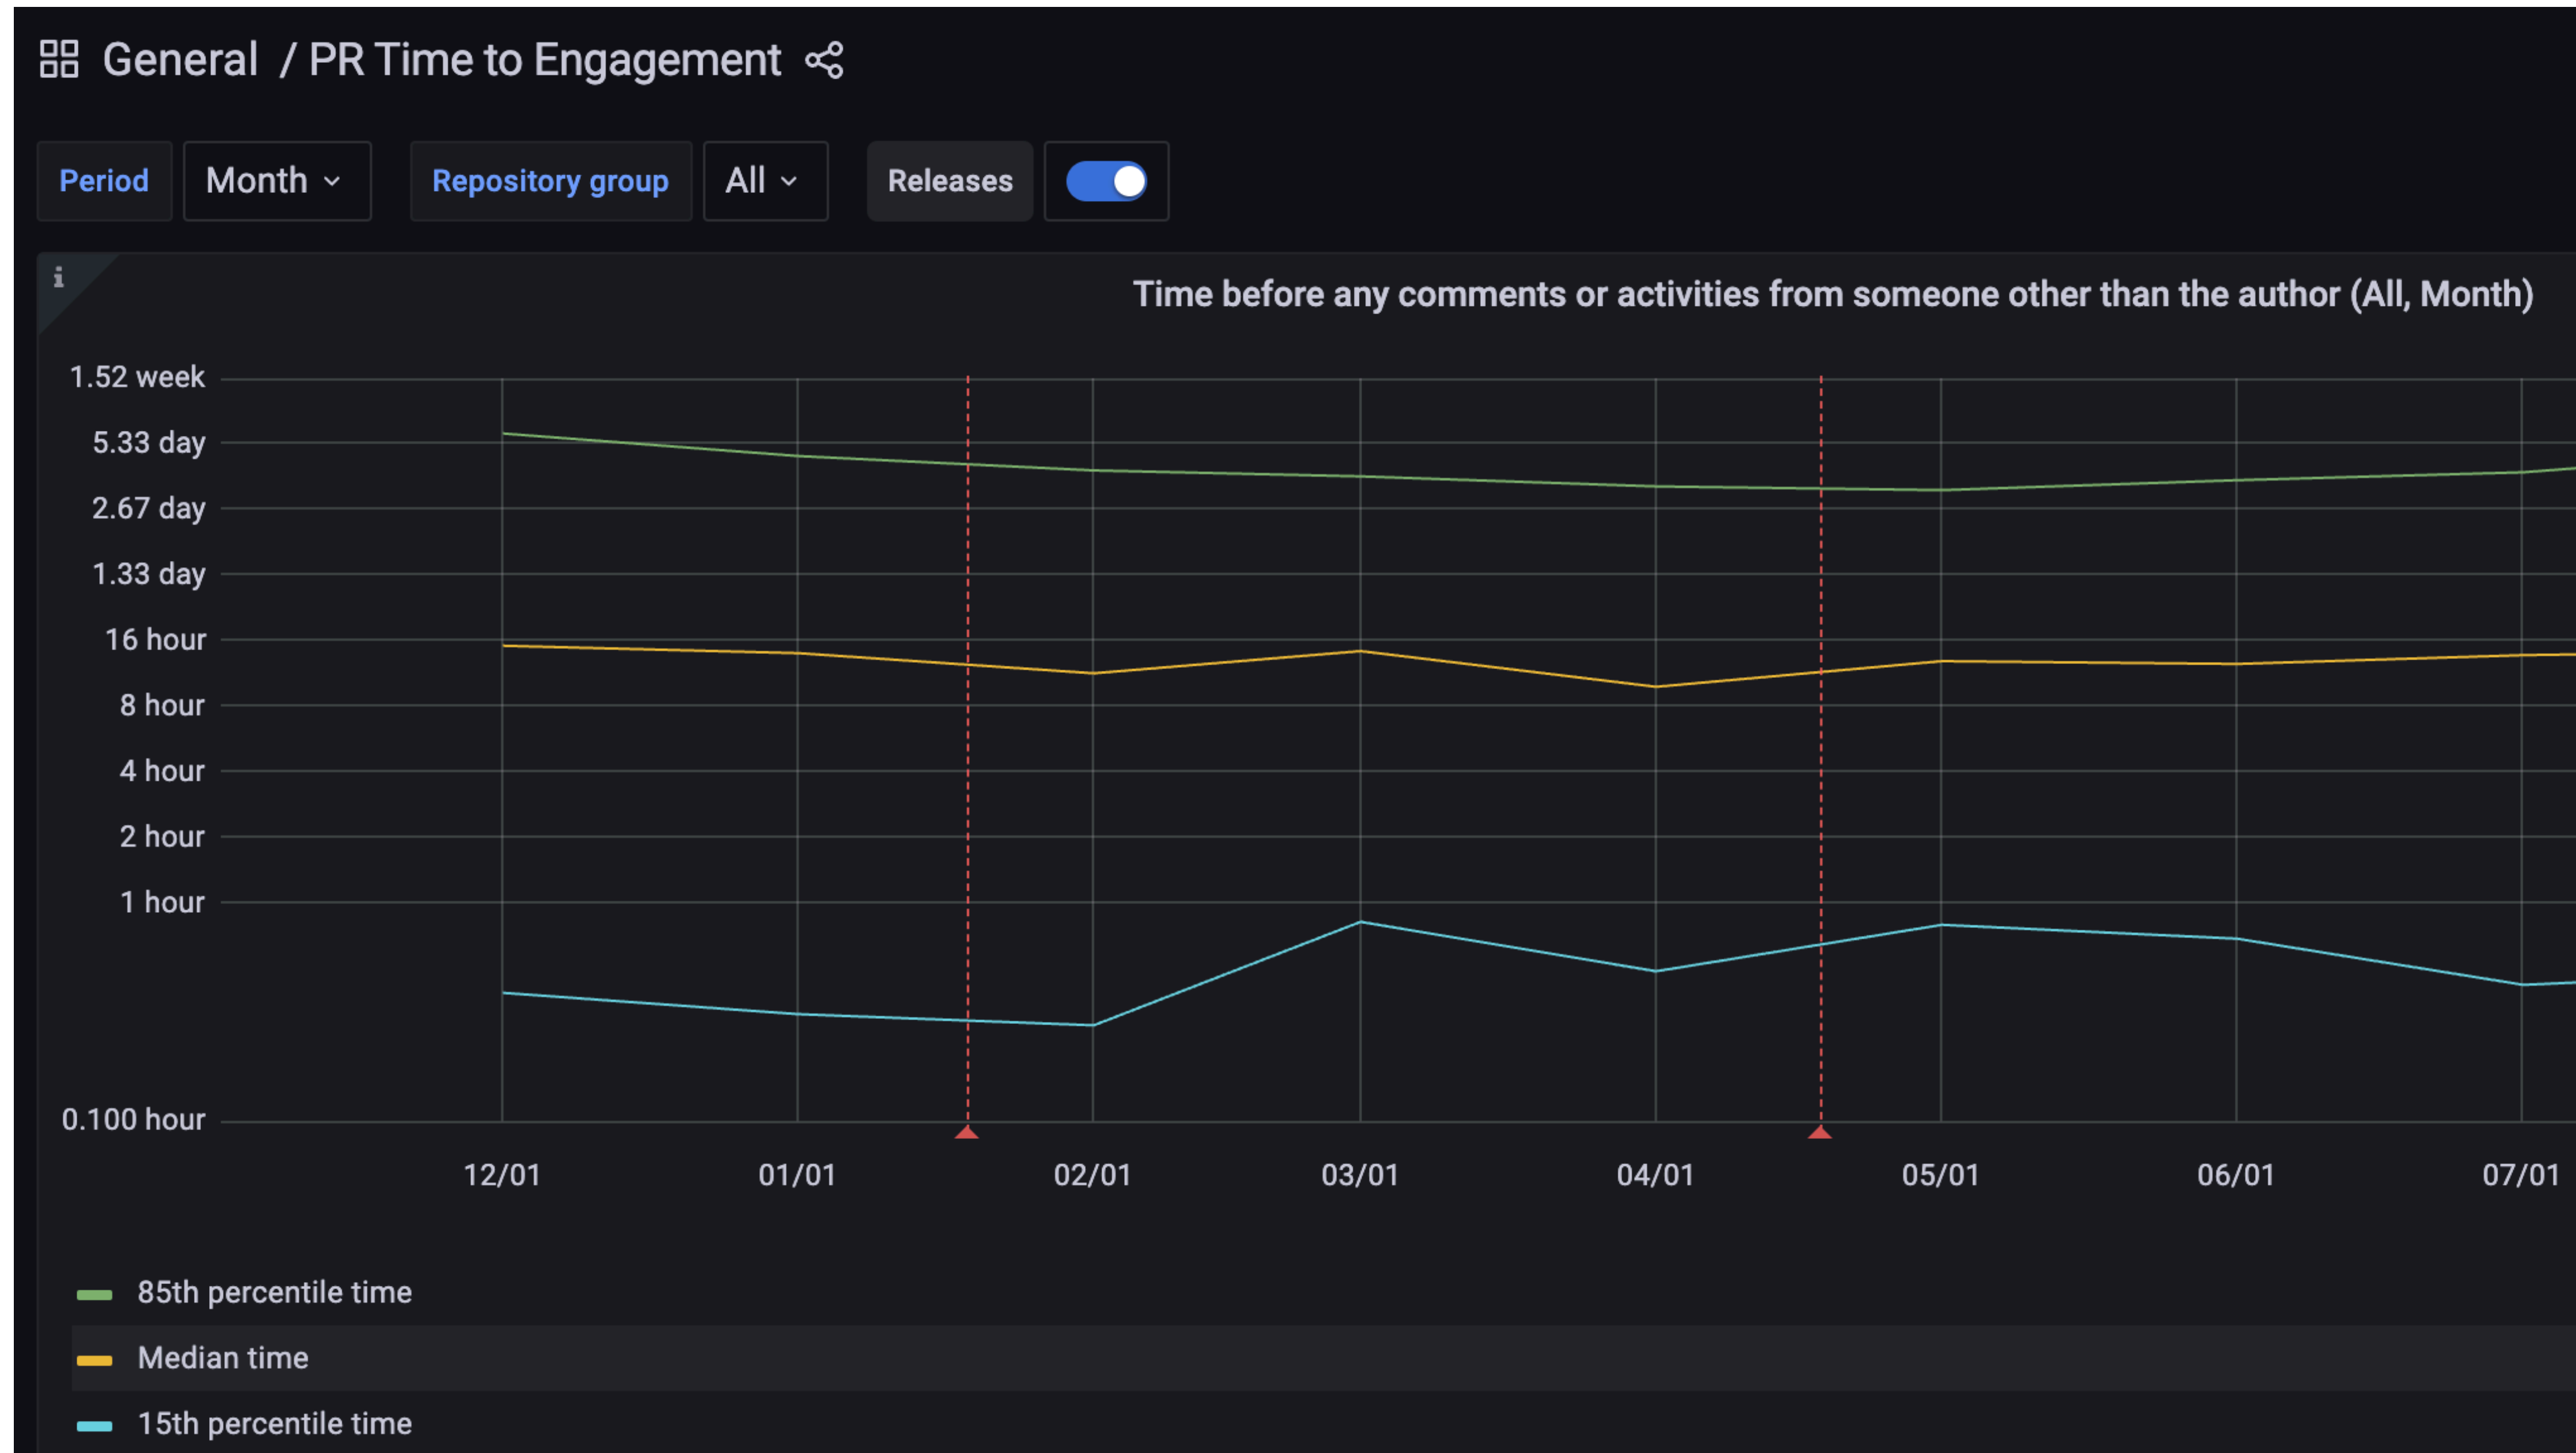 General / PR Time to Engagement
Period Month Repository group All Releases
i
Time before any comments or activities from someone other than the author (All, Month)
1.52 week
5.33 day
2.67 day
1.33 day
16 hour
8 hour
4 hour
2 hour
1 hour
0.100 hour
12/01 01/01 02/01 03/01 04/01 05/01 06/01 07/01
85th percentile time
Median time
15th percentile time